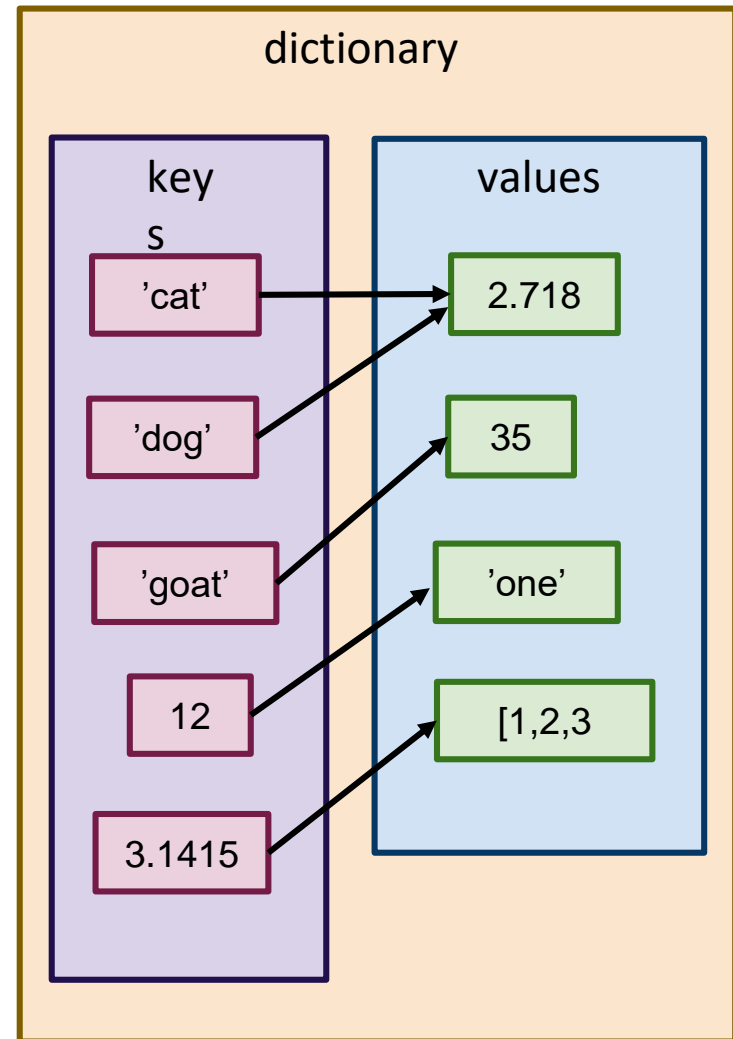 dictionary
key
s
values
’cat’
2.718
’dog’
35
’goat’
’one’
12
[1,2,3
3.1415